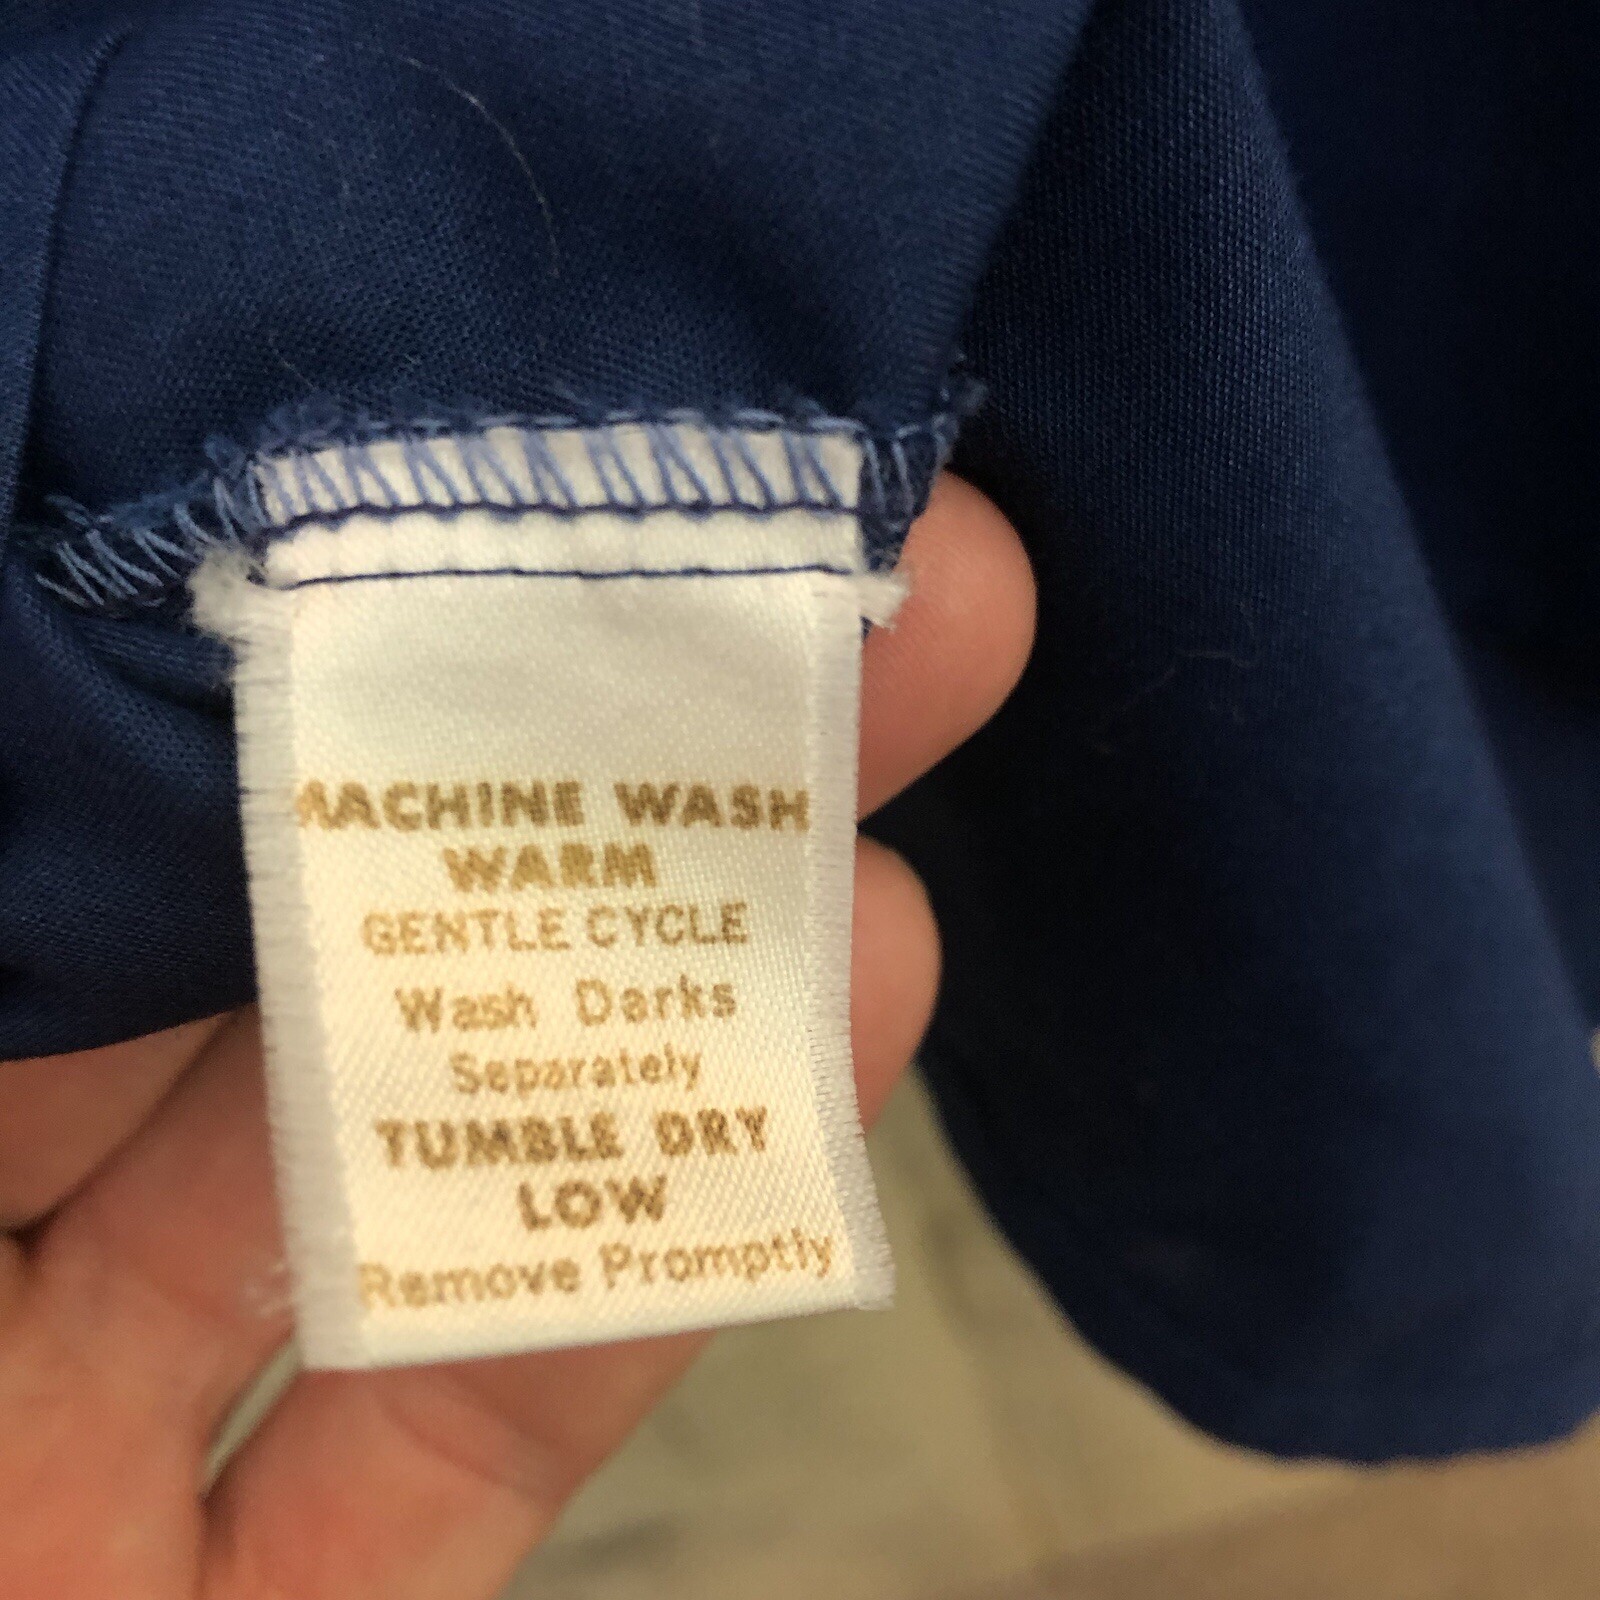 MACHINE WASH
WARM
GENTLE CYCLE
Wash Darks
Separately
TUMBLE DRY
LOW
Remove Promptly